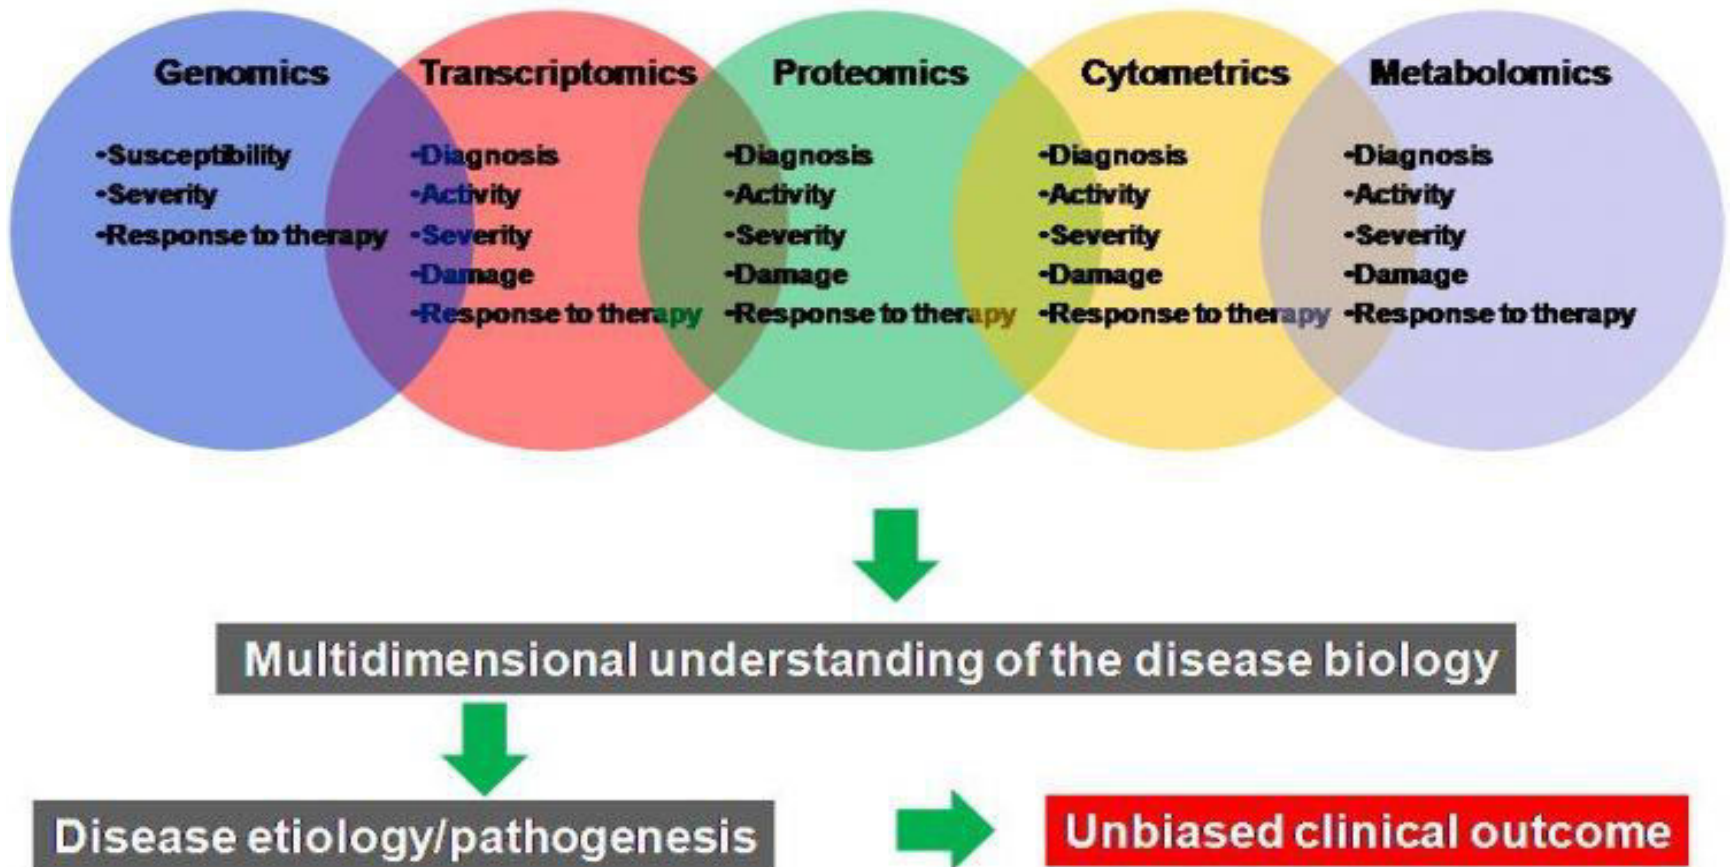 Genomics
•Susceptibility
•Severity
•Response to therapy
Transcriptomics
•Diagnosis
•Activity
•Severity
•Damage
•Response to therapy
Proteomics
•Diagnosis
•Activity
•Severity
•Damage
•Response to therapy
Cytometrics
•Diagnosis
•Activity
•Severity
•Damage
•Response to therapy
Metabolomics
•Diagnosis
•Activity
•Severity
•Damage
•Response to therapy
Multidimensional understanding of the disease biology
Disease etiology/pathogenesis
Unbiased clinical outcome